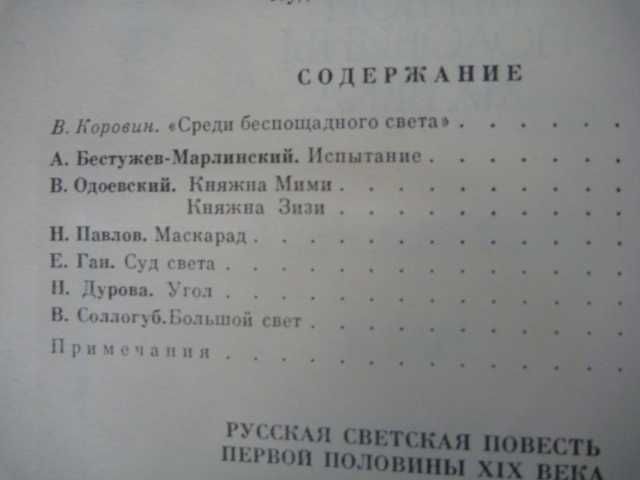 СОДЕРЖАНИЕ
В. Коровин. «Среди беспощадного света» . . . . . .
А. Бестужев-Марлинский. Испытание . . . . . . .
В. Одоевский. Княжна Мими . . . . . . . . . .
Княжна Зизи . . . . . . . . . .
Н. Павлов. Маскарад . . . . . . . . . . . . .
Е. Ган. Суд света . . . . . . . . . . . . . .
Н. Дурова. Угол . . . . . . . . . . . . . .
В. Соллогуб. Большой свет . . . . . . . . . . .
Примечания . . . . . . . . . . . . . .
РУССКАЯ СВЕТСКАЯ ПОВЕСТЬ
ПЕРВОЙ ПОЛОВИНЫ XIX ВЕКА